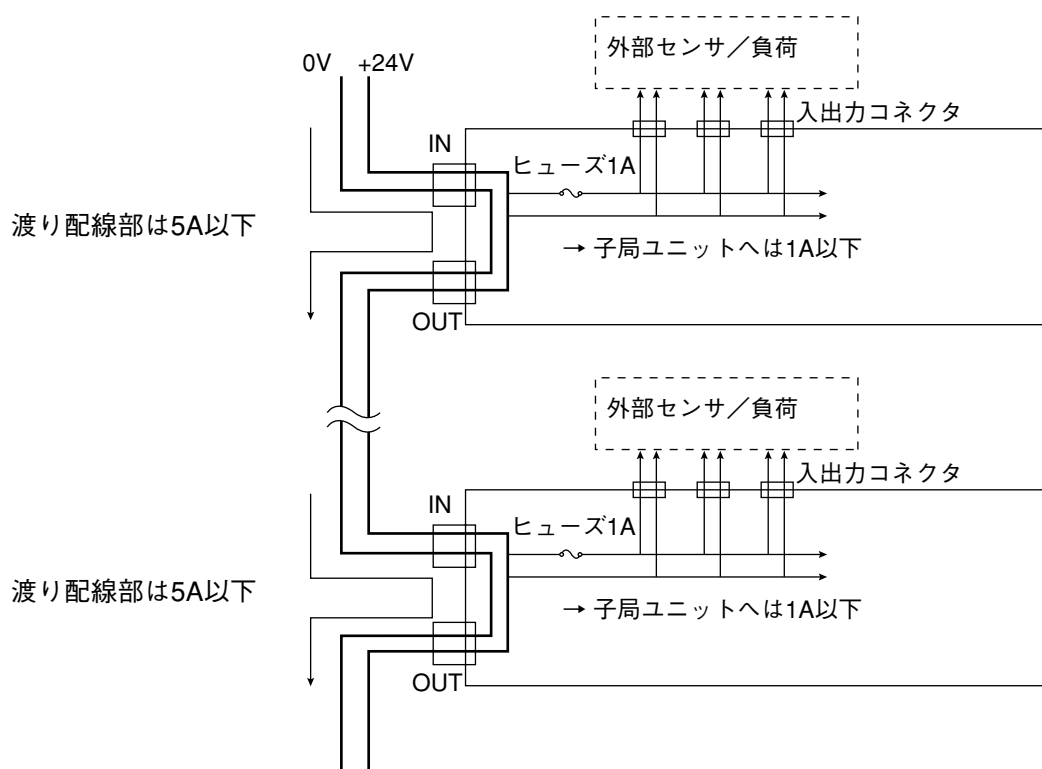 外部センサ／負荷
0V +24V
入出力コネクタ
IN
ヒューズ1A
渡り配線部は5A以下
→ 子局ユニットへは1A以下
OUT
外部センサ／負荷
入出力コネクタ
IN
ヒューズ1A
渡り配線部は5A以下
→ 子局ユニットへは1A以下
OUT